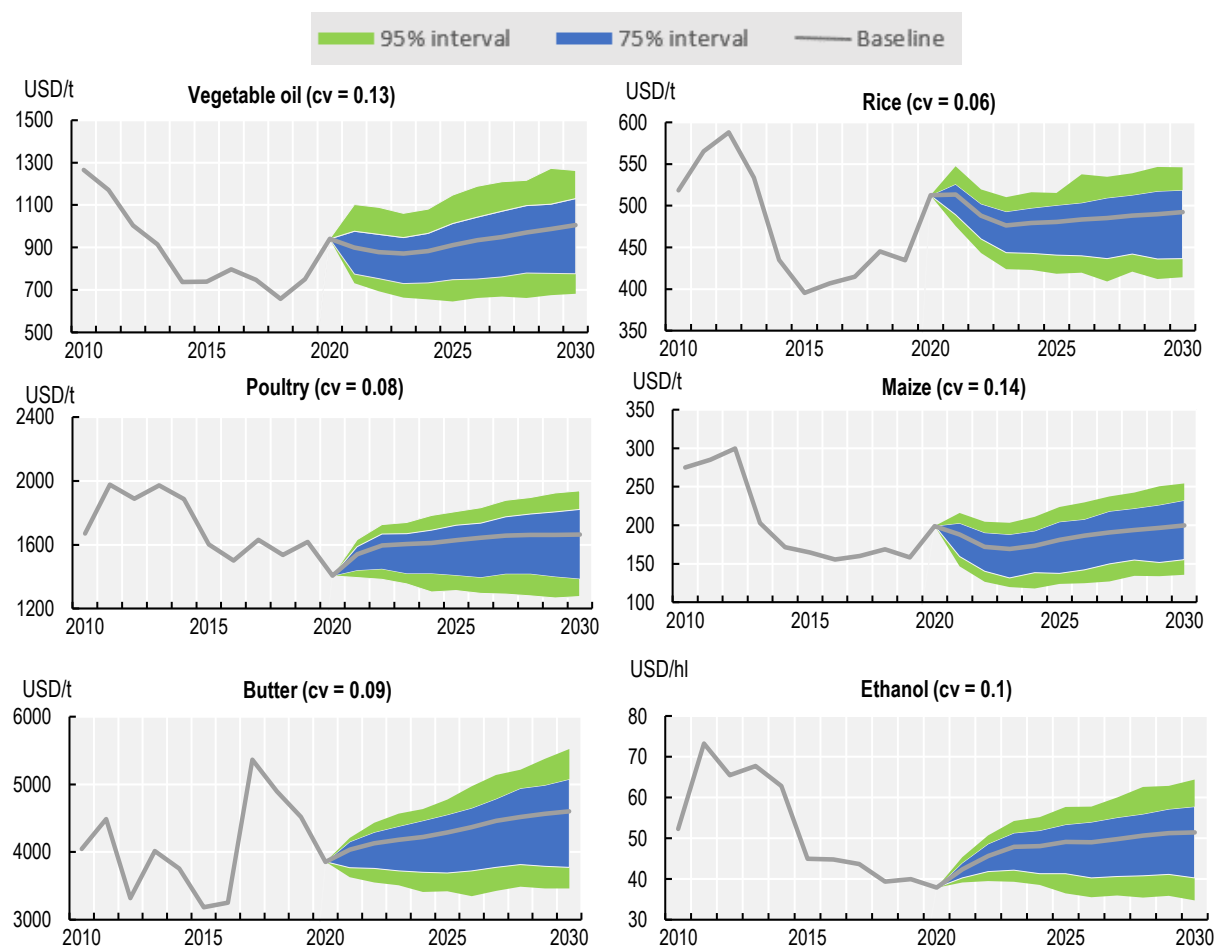 95% interval 75% interval Baseline
USD/t
Vegetable oil (cv = 0.13)
1500
1300
1100
900
700
500
2010 2015 2020 2025 2030
USD/t
Rice (cv = 0.06)
600
550
500
450
400
350
2010 2015 2020 2025 2030
USD/t
Poultry (cv = 0.08)
2400
2000
1600
1200
2010 2015 2020 2025 2030
USD/t
Maize (cv = 0.14)
350
300
250
200
150
100
2010 2015 2020 2025 2030
USD/t
Butter (cv = 0.09)
6000
5000
4000
3000
2010 2015 2020 2025 2030
USD/hl
Ethanol (cv = 0.1)
80
70
60
50
40
30
2010 2015 2020 2025 2030